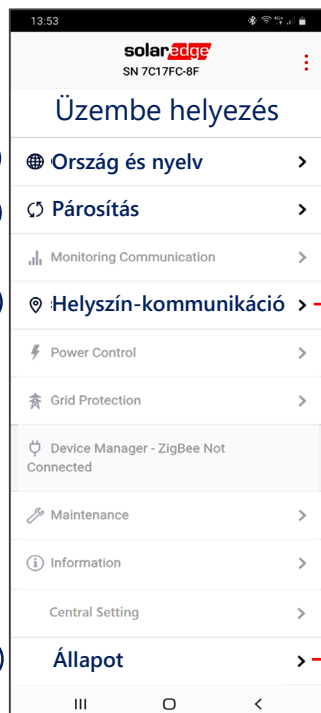 13:53
solaredge
SN 7C17FC-8F
Üzembe helyezés
Ország és nyelv
Párosítás
Monitoring Communication
Helyszín-kommunikáció
Power Control
Grid Protection
Device Manager - ZigBee Not
Connected
Maintenance
Information
Central Setting
Állapot